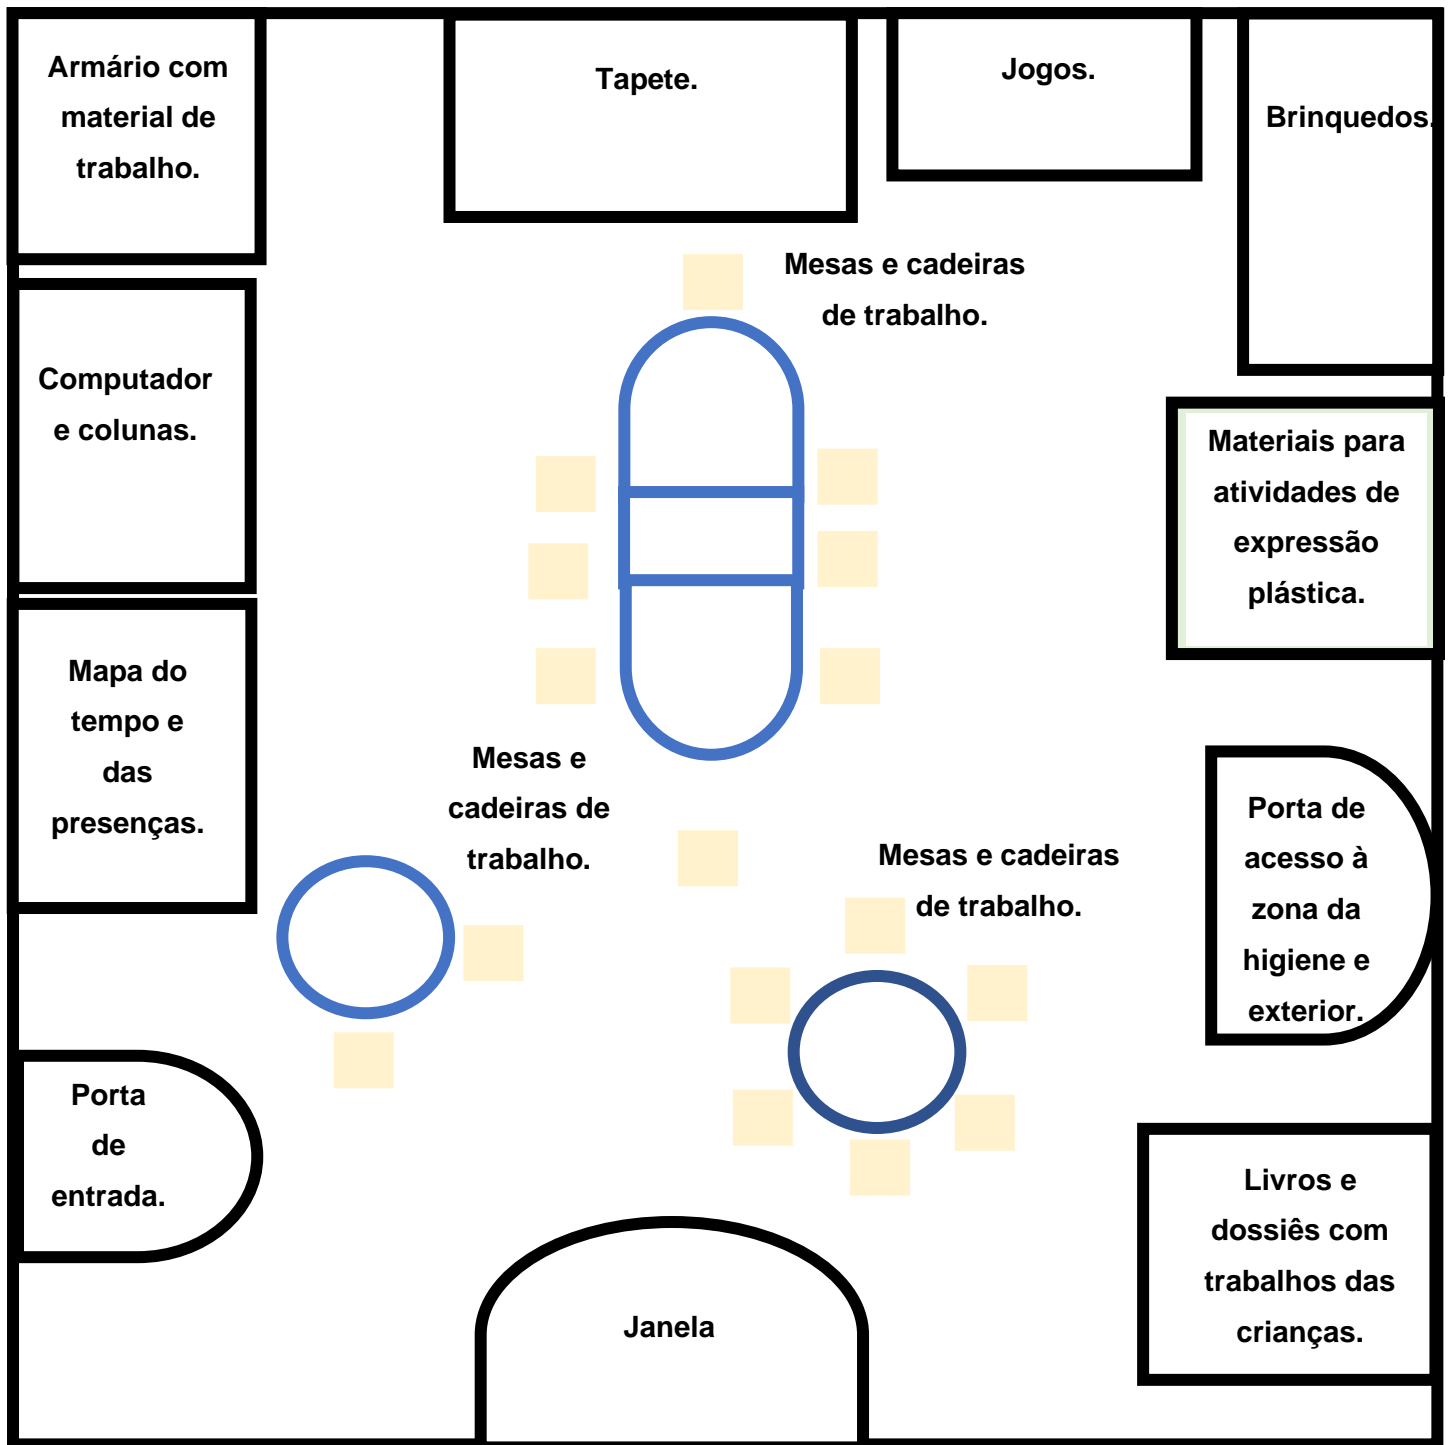 Armário com
material de
trabalho.
Tapete.
Jogos.
Brinquedos.
Mesas e cadeiras
de trabalho.
Computador
e colunas.
Materiais para
atividades de
expressão
plástica.
Mapa do
tempo e
das
presenças.
Mesas e
cadeiras de
trabalho.
Mesas e cadeiras
de trabalho.
Porta de
acesso à
zona da
higiene e
exterior.
Porta
de
entrada.
Livros e
dossiês com
trabalhos das
crianças.
Janela